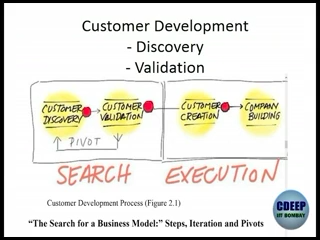 Customer Development
- Discovery
- Validation
CUSTOMER DISCOVERY
CUSTOMER VALIDATION
CUSTOMER CREATION
COMPANY BUILDING
PIVOT
SEARCH
EXECUTION
Customer Development Process (Figure 2.1)
CDEEP
IIT BOMBAY
“The Search for a Business Model:” Steps, Iteration and Pivots